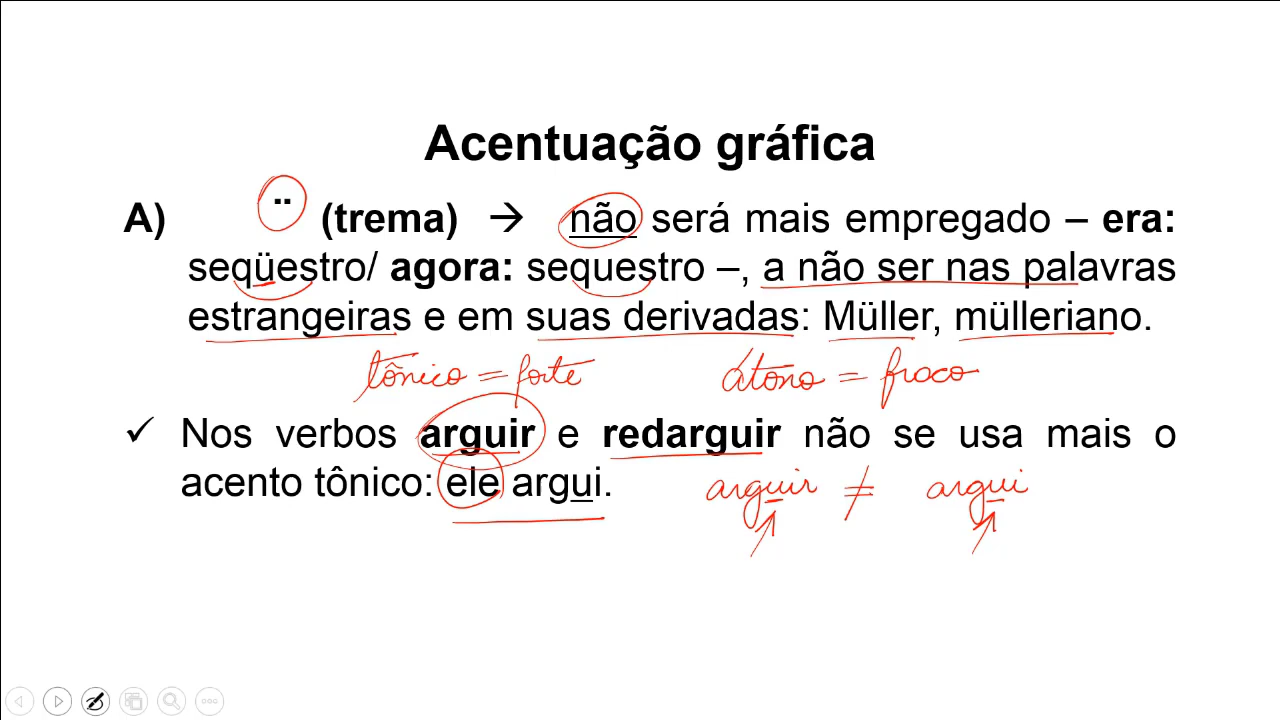 Acentuação gráfica
A) ¨ (trema) → não será mais empregado – era:
seqüestro/ agora: sequestro –, a não ser nas palavras
estrangeiras e em suas derivadas: Müller, mülleriano.
tônico = forte átono = fraco
✓ Nos verbos arguir e redarguir não se usa mais o
acento tônico: ele argui.
arguir ≠ argui